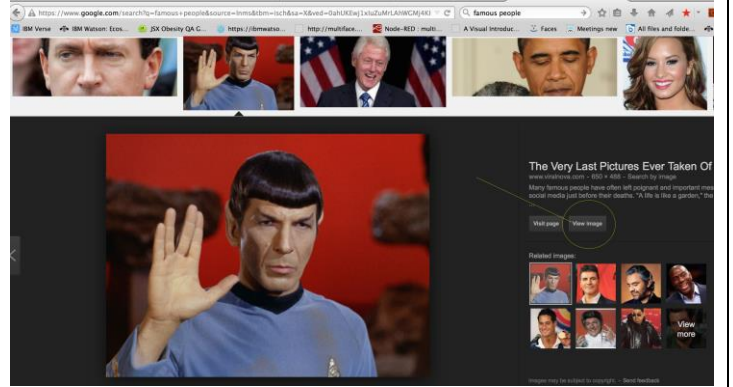 https://www.google.com/search?q=famous+people&source=lnms&tbm=isch&sa=X&ved=
famous people
IBM Verse
IBM Watson: Ecos...
JSX Obesity QA G...
https://ibmwatso...
http://multiface....
Node-RED : multi...
A Visual Introduc...
Faces
Meetings new
All files and folde...
The Very Last Pictures Ever Taken Of
www.viralnova.com - 650 × 488 - Search by image
Many famous people have often left poignant and important mes
social media just before their deaths. "A life is like a garden," the
...
Visit page
View image
Related images:
View
more
Images may be subject to copyright. - Send feedback